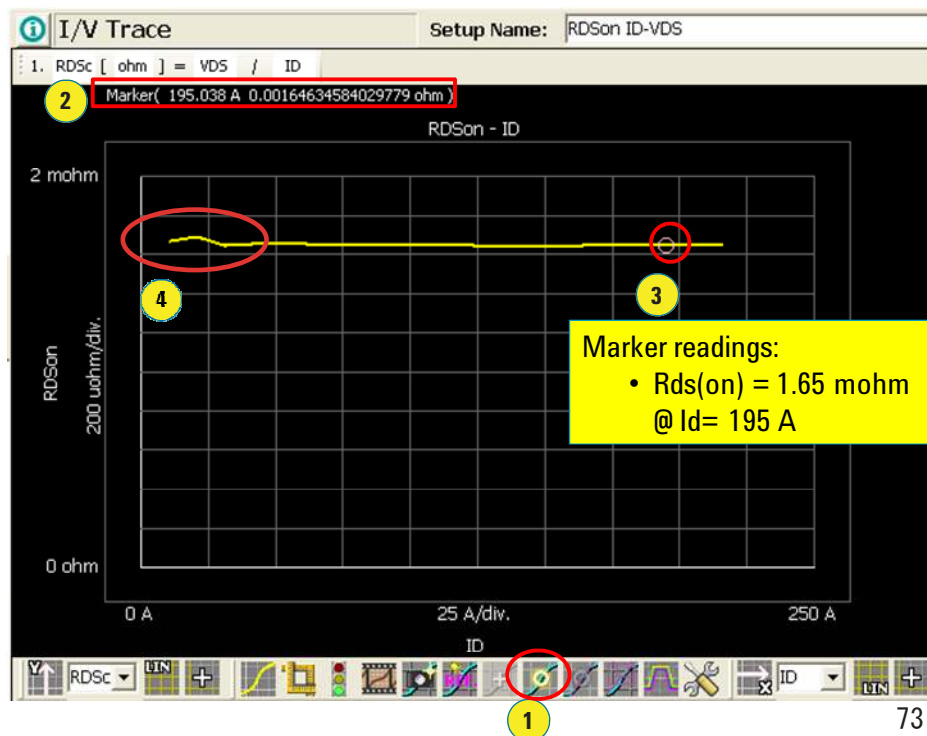 I/V Trace
Setup Name: RDSon ID-VDS
1. RDSc [ ohm ] = VDS / ID
2
Marker( 195.038 A 0.00164634584029779 ohm )
RDSon - ID
2 mohm
4
3
Marker readings:
• Rds(on) = 1.65 mohm
@ Id= 195 A
RDSon
200 uohm/div.
0 ohm
0 A
25 A/div.
250 A
ID
Y
RDSc
LIN
X
ID
LIN
1
73